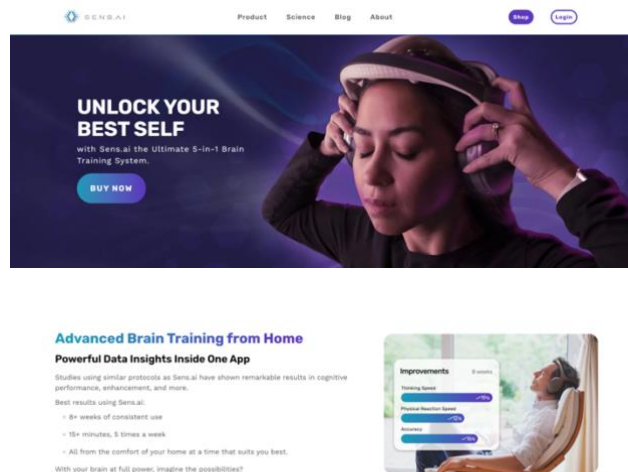 SENS.AI
Product Science Blog About
Shop Login
UNLOCK YOUR
BEST SELF
with Sens.ai the Ultimate 5-in-1 Brain
Training System.
BUY NOW
Advanced Brain Training from Home
Powerful Data Insights Inside One App
Studies using similar protocols as Sens.ai have shown remarkable results in cognitive
performance, enhancement, and more.
Best results using Sens.ai:
8+ weeks of consistent use
15+ minutes, 5 times a week
All from the comfort of your home at a time that suits you best.
With your brain at full power, imagine the possibilities?
Improvements 8 weeks
Thinking Speed
Physical Reaction Speed
Accuracy